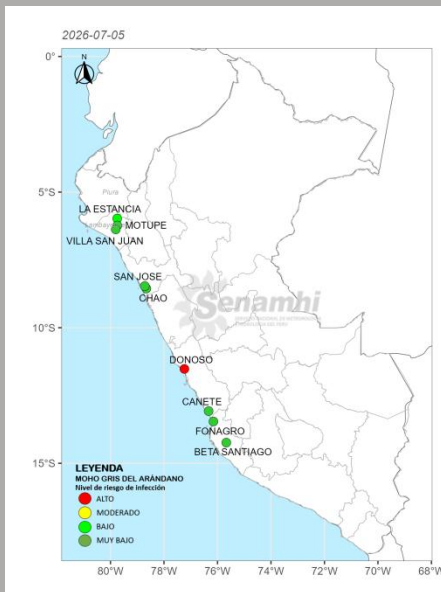 2026-07-05
N
0°
5°S
10°S
15°S
Piura
LA ESTANCIA
MOTUPE
VILLA SAN JUAN
SAN JOSE
CHAO
Senamhi
DONOSO
CANETE
FONAGRO
BETA SANTIAGO
LEYENDA
MOHO GRIS DEL ARÁNDANO
Nivel de riesgo de infección
ALTO
MODERADO
BAJO
MUY BAJO
80°W 78°W 76°W 74°W 72°W 70°W 68°W